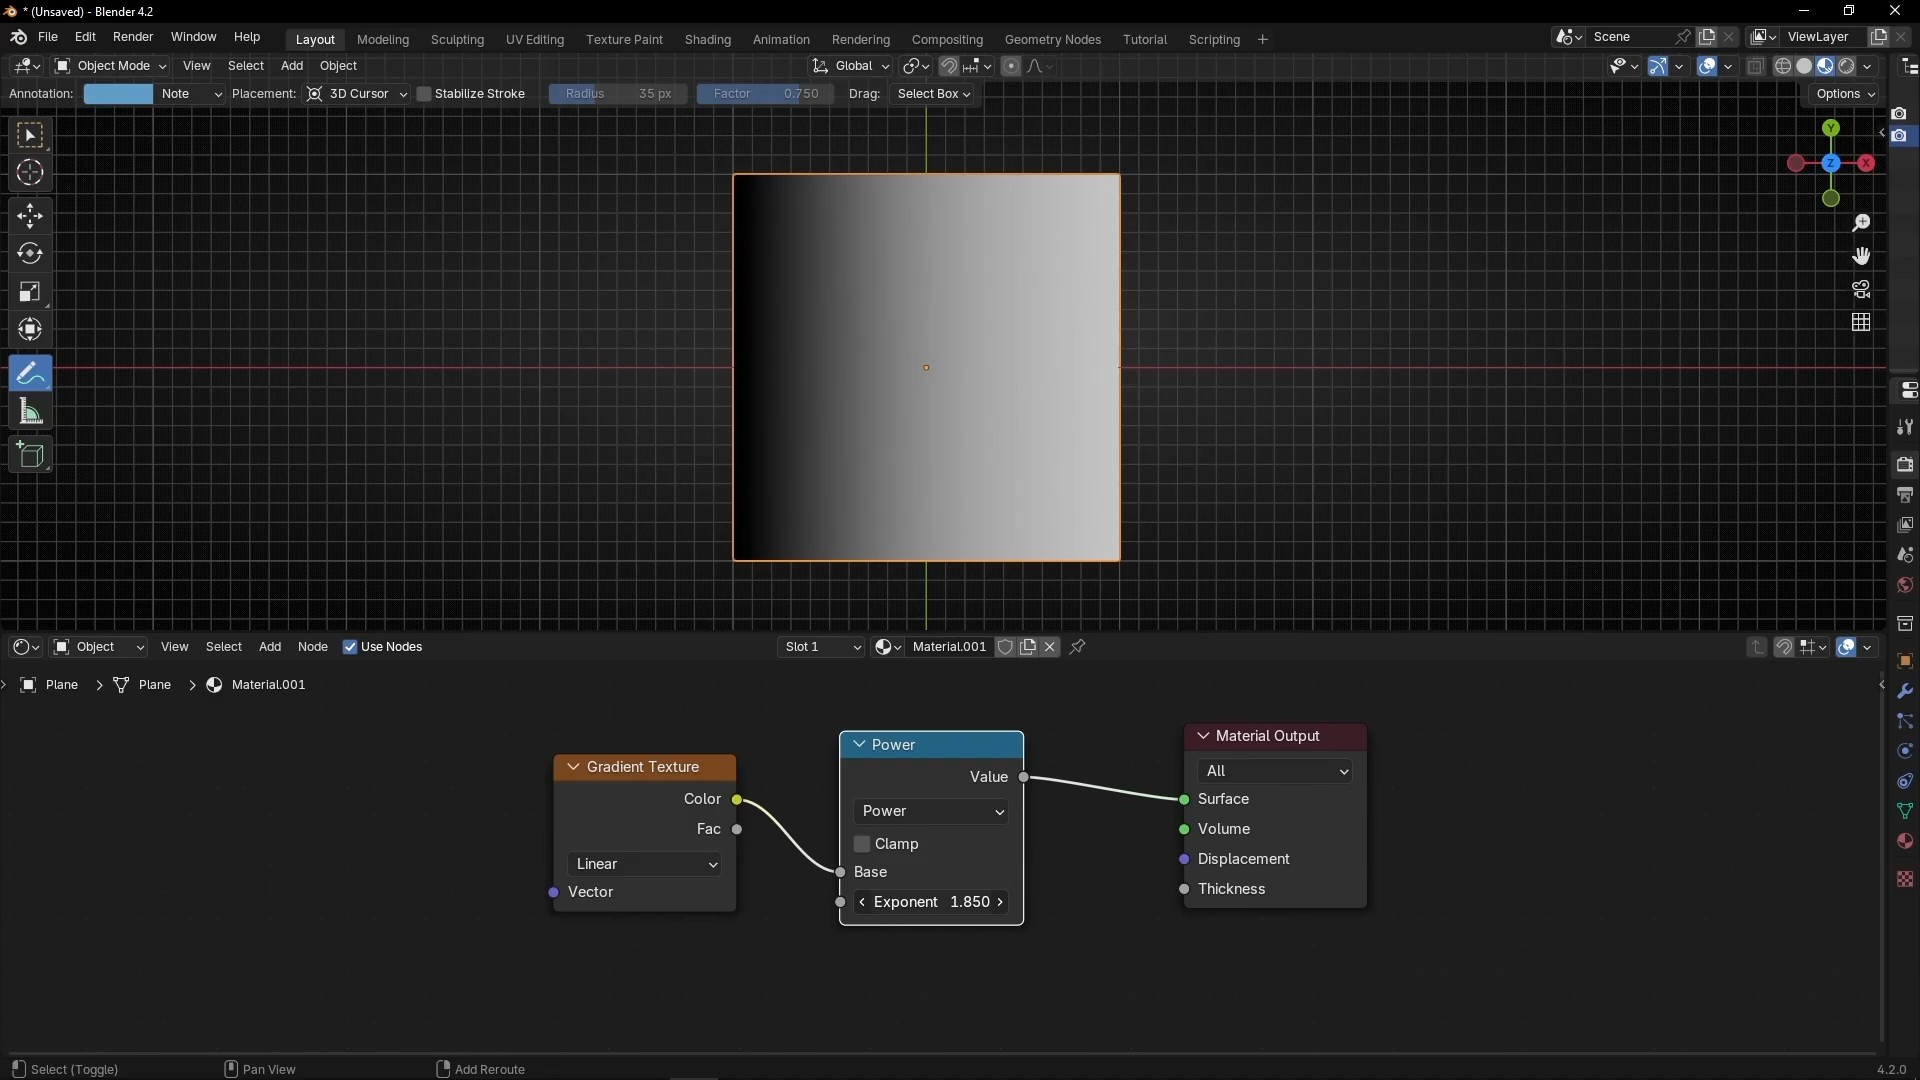 * (Unsaved) - Blender 4.2
File Edit Render Window Help Layout Modeling Sculpting UV Editing Texture Paint Shading Animation Rendering Compositing Geometry Nodes Tutorial Scripting + Scene ViewLayer
Object Mode View Select Add Object Global
Annotation: Note Placement: 3D Cursor Stabilize Stroke Radius 35 px Factor 0.750 Drag: Select Box Options
Y
Z X
Object View Select Add Node Use Nodes Slot 1 Material.001
Plane > Plane > Material.001
Gradient Texture
Color
Fac
Linear
Vector
Power
Value
Power
Clamp
Base
Exponent 1.850
Material Output
All
Surface
Volume
Displacement
Thickness
Select (Toggle) Pan View Add Reroute 4.2.0